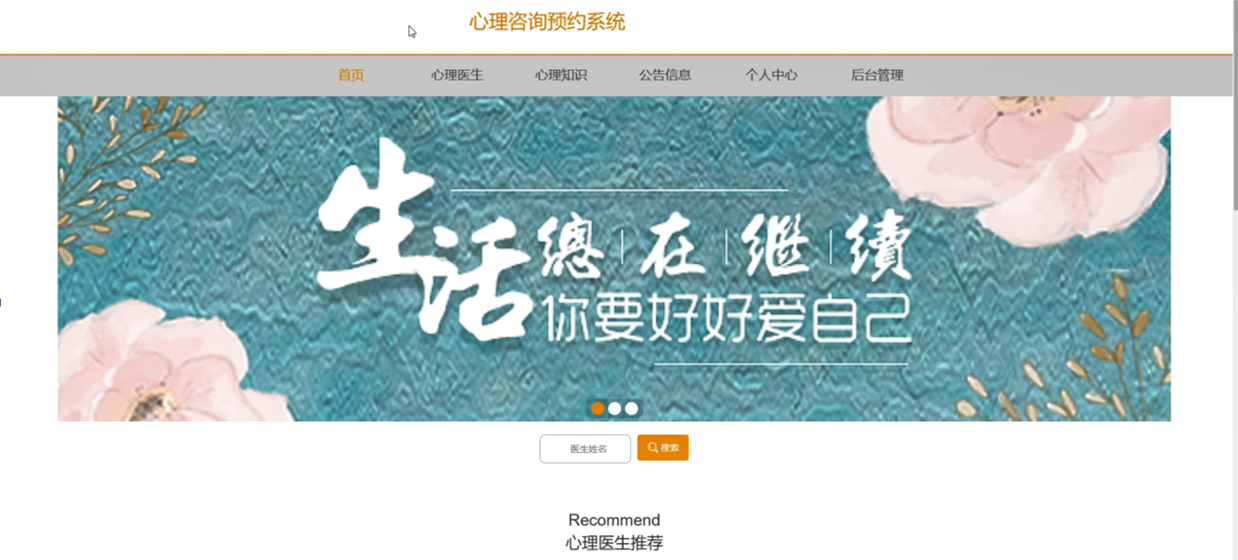 心理咨询预约系统
首页 心理医生 心理知识 公告信息 个人中心 后台管理
生活總在继續
你要好好爱自己
医生姓名 搜索
Recommend
心理医生推荐